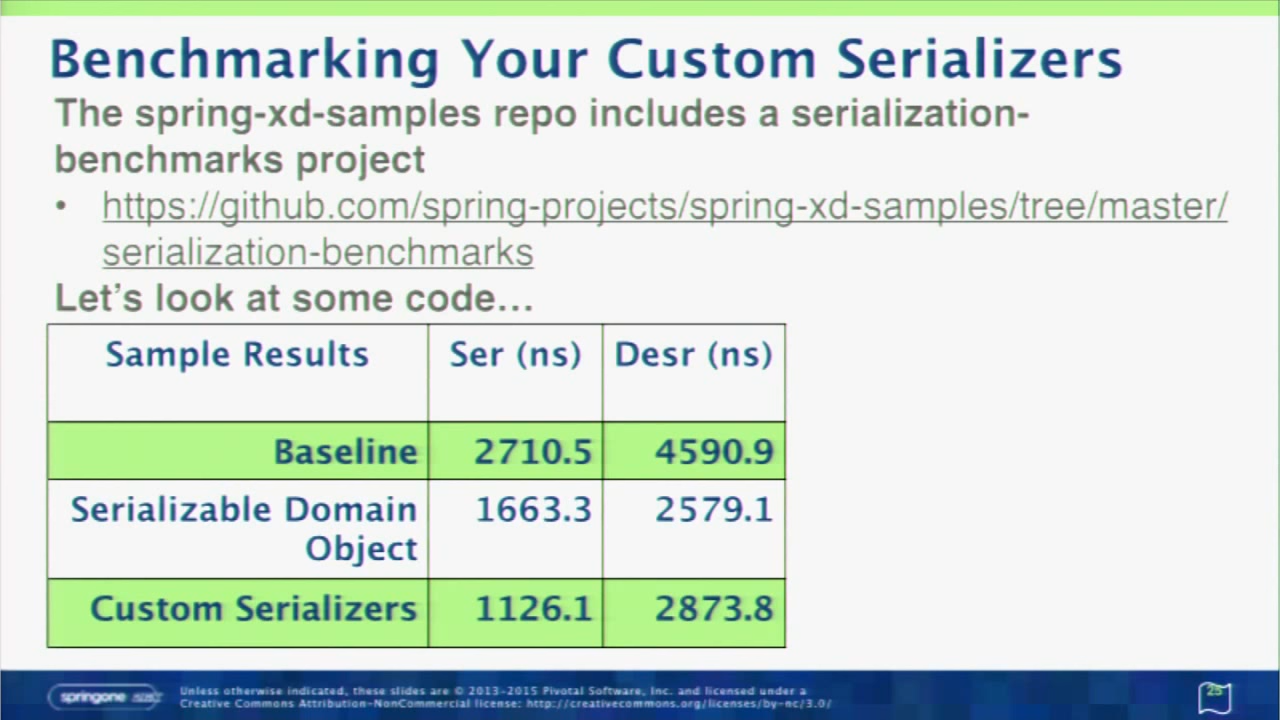 Benchmarking Your Custom Serializers
The spring-xd-samples repo includes a serialization-
benchmarks project
• https://github.com/spring-projects/spring-xd-samples/tree/master/
serialization-benchmarks
Let's look at some code...
Sample Results Ser (ns) Desr (ns)
Baseline 2710.5 4590.9
Serializable Domain 1663.3 2579.1
Object
Custom Serializers 1126.1 2873.8
springone
Unless otherwise indicated, these slides are © 2013-2015 Pivotal Software, Inc. and licensed under a
Creative Commons Attribution-NonCommercial license: http://creativecommons.org/licenses/by-nc/3.0/
25